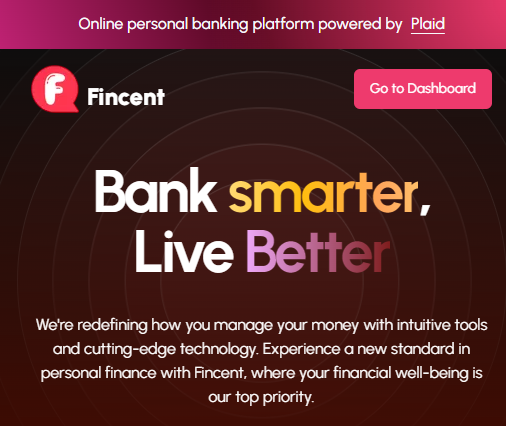 Online personal banking platform powered by Plaid
Fincent
Go to Dashboard
Bank smarter,
Live Better
We're redefining how you manage your money with intuitive tools
and cutting-edge technology. Experience a new standard in
personal finance with Fincent, where your financial well-being is
our top priority.